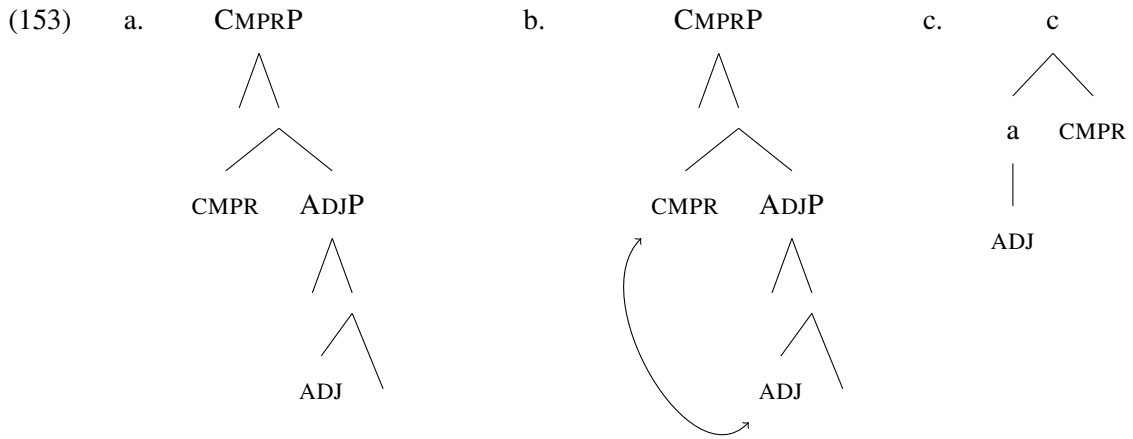 (153) a. CMPRP b. CMPRP c. c
a CMPR
CMPR ADJP CMPR ADJP
ADJ
ADJ ADJ